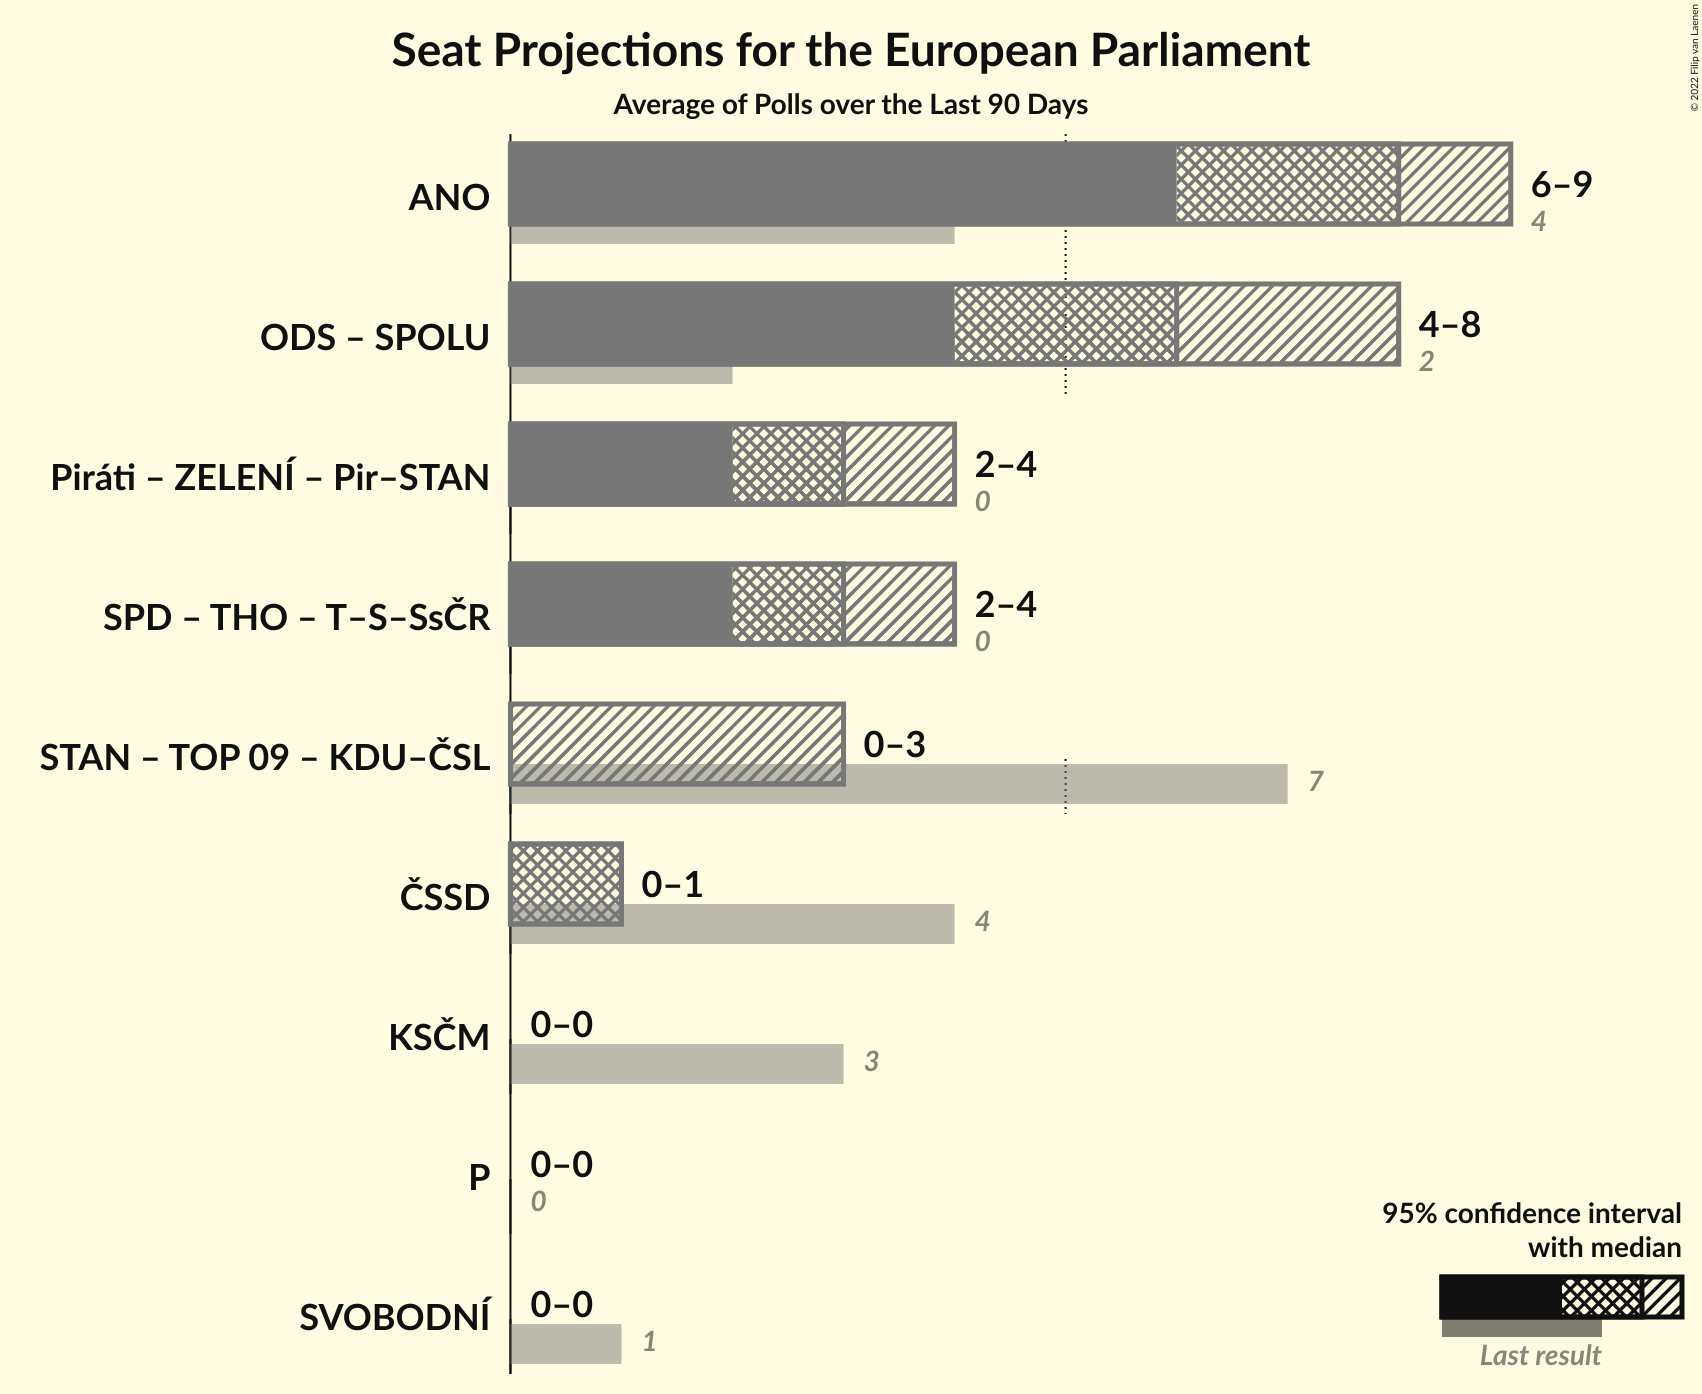 Seat Projections for the European Parliament
Average of Polls over the Last 90 Days
© 2022 Filip van Laenen
ANO
6–9
4
ODS – SPOLU
4–8
2
Piráti – ZELENÍ – Pir–STAN
2–4
0
SPD – THO – T–S–SsČR
2–4
0
STAN – TOP 09 – KDU–ČSL
0–3
7
ČSSD
0–1
4
KSČM
0–0
3
P
0–0
0
SVOBODNÍ
0–0
1
95% confidence interval
with median
Last result